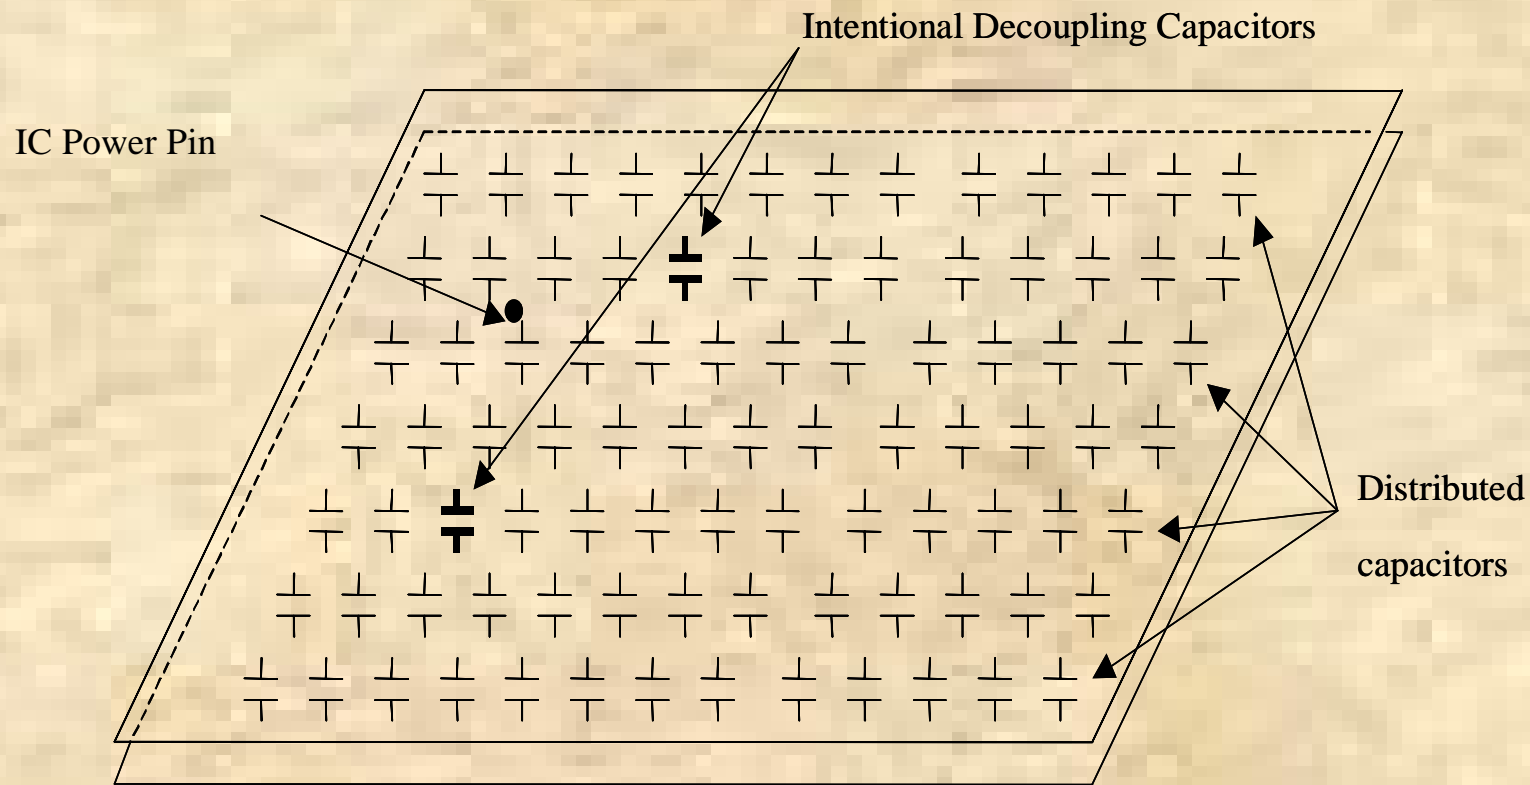 Intentional Decoupling Capacitors
IC Power Pin
Distributed
capacitors